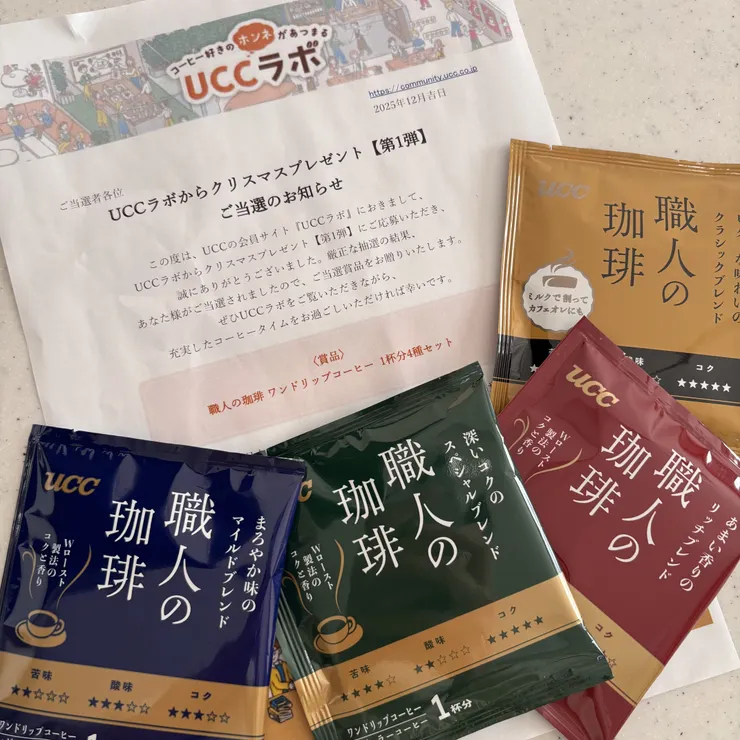 コーヒー好きのホンネがあつまる
UCCラボ
https://community.ucc.co.jp
2025年12月吉日
ご当選者各位
UCCラボからクリスマスプレゼント【第1弾】
ご当選のお知らせ
この度は、UCCの会員サイト『UCCラボ』におきまして、
UCCラボからクリスマスプレゼント【第1弾】にご応募いただき、
誠にありがとうございました。厳正な抽選の結果、
あなた様がご当選されましたので、ご当選賞品をお贈りいたします。
ぜひUCCラボをご覧いただきながら、
充実したコーヒータイムをお過ごしいただければ幸いです。
〈賞品〉
職人の珈琲 ワンドリップコーヒー 1杯分4種セット
UCC
職人の
珈琲
味わいの
クラシックブレンド
ミルクで割って
カフェオレにも
味
コク
★★★★★
UCC
職人の
珈琲
あまい香りの
リッチブレンド
Wロースト
製法の
コクと香り
UCC
職人の
珈琲
深いコクの
スペシャルブレンド
Wロースト
製法の
コクと香り
苦味 酸味 コク
★★★★☆ ★★☆☆☆ ★★★★★
ワンドリップコーヒー
ラーコーヒー
1杯分
UCC
職人の
珈琲
まろやか味の
マイルドブレンド
Wロースト
製法の
コクと香り
苦味 酸味 コク
★★☆☆☆ ★★★☆☆ ★★★☆☆
ワンドリップコーヒー